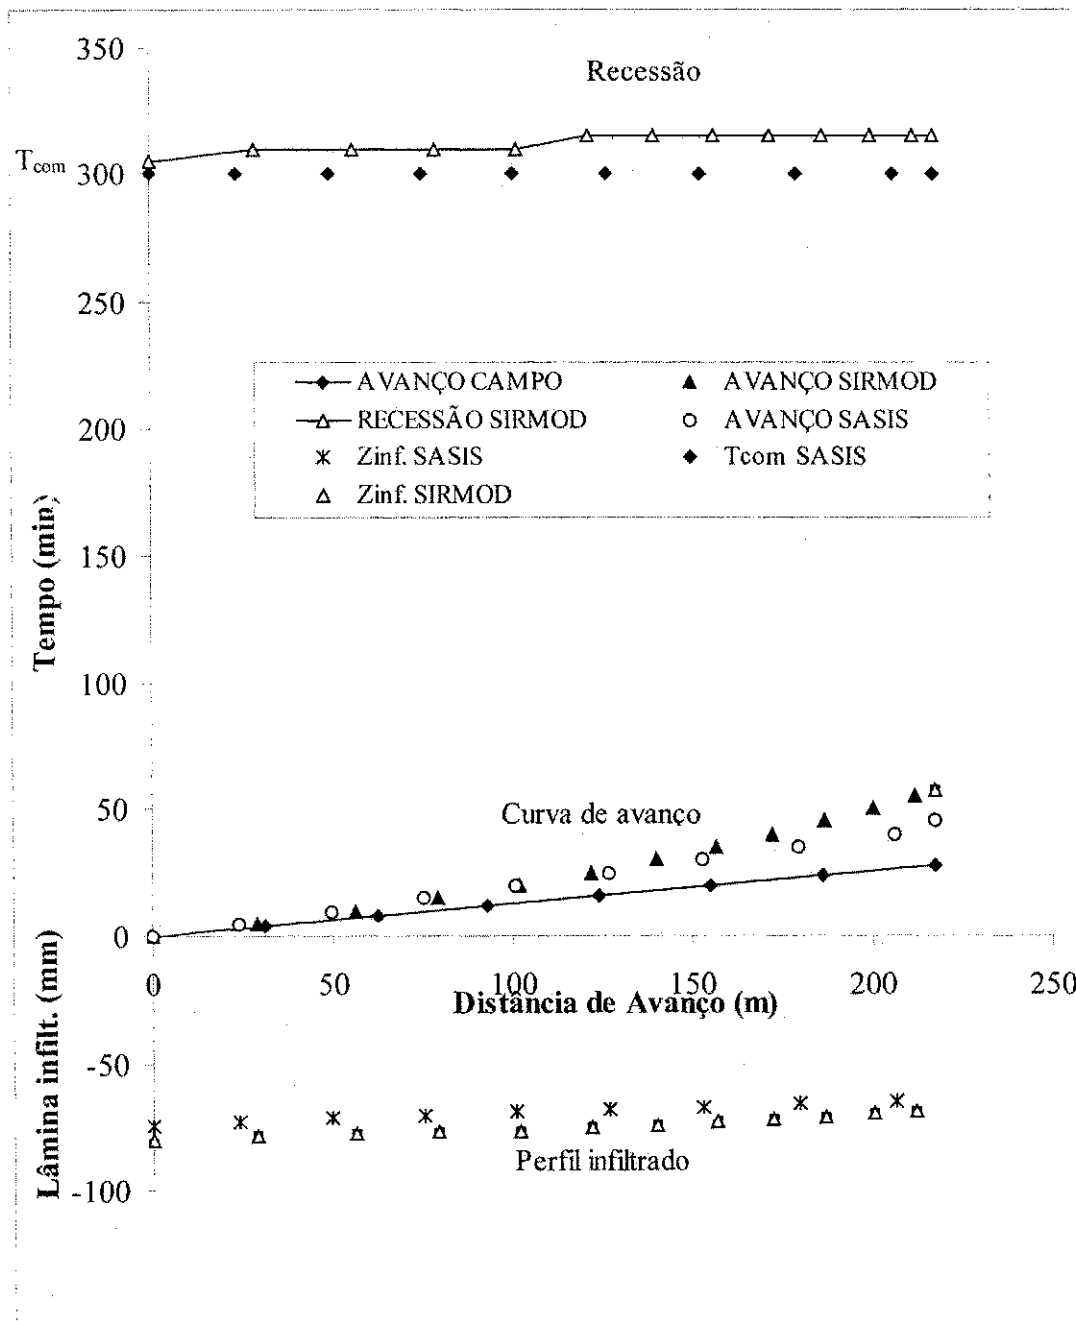 350
Recessão
T_com
300
250
AVANÇO CAMPO
AVANÇO SIRMOD
RECESSÃO SIRMOD
AVANÇO SASIS
Zinf. SASIS
Tcom SASIS
Zinf. SIRMOD
200
150
Tempo (min)
100
50
Curva de avanço
0
0 50 100 150 200 250
Distância de Avanço (m)
Lâmina infilt. (mm)
-50
Perfil infiltrado
-100